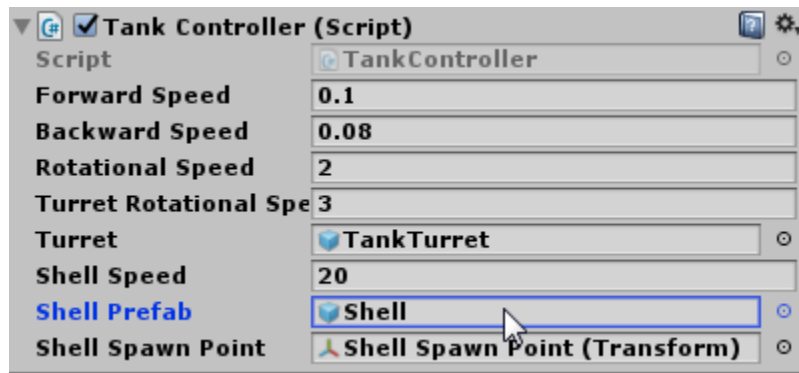 Tank Controller (Script)
Script TankController
Forward Speed 0.1
Backward Speed 0.08
Rotational Speed 2
Turret Rotational Spe 3
Turret TankTurret
Shell Speed 20
Shell Prefab Shell
Shell Spawn Point Shell Spawn Point (Transform)